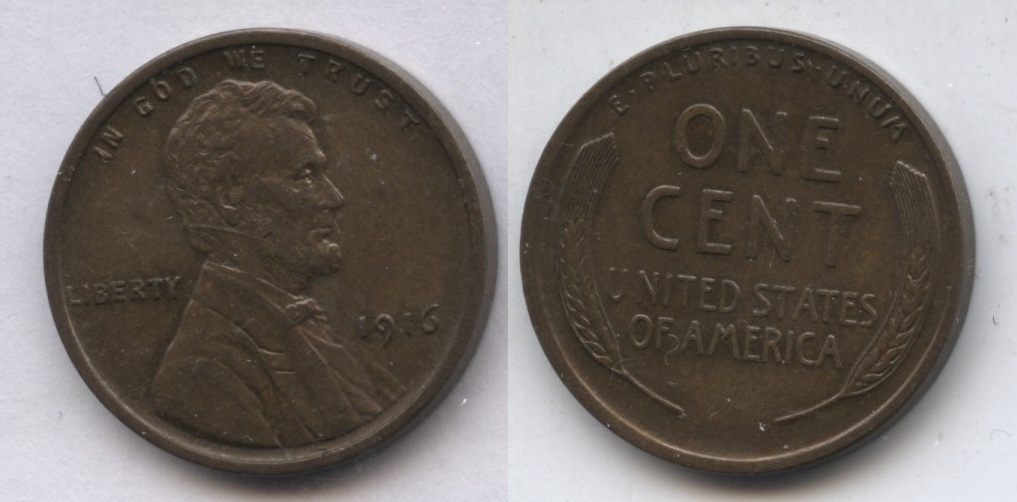 IN GOD WE TRUST
LIBERTY
1916
E·PLURIBUS·UNUM
ONE
CENT
UNITED STATES
OF AMERICA